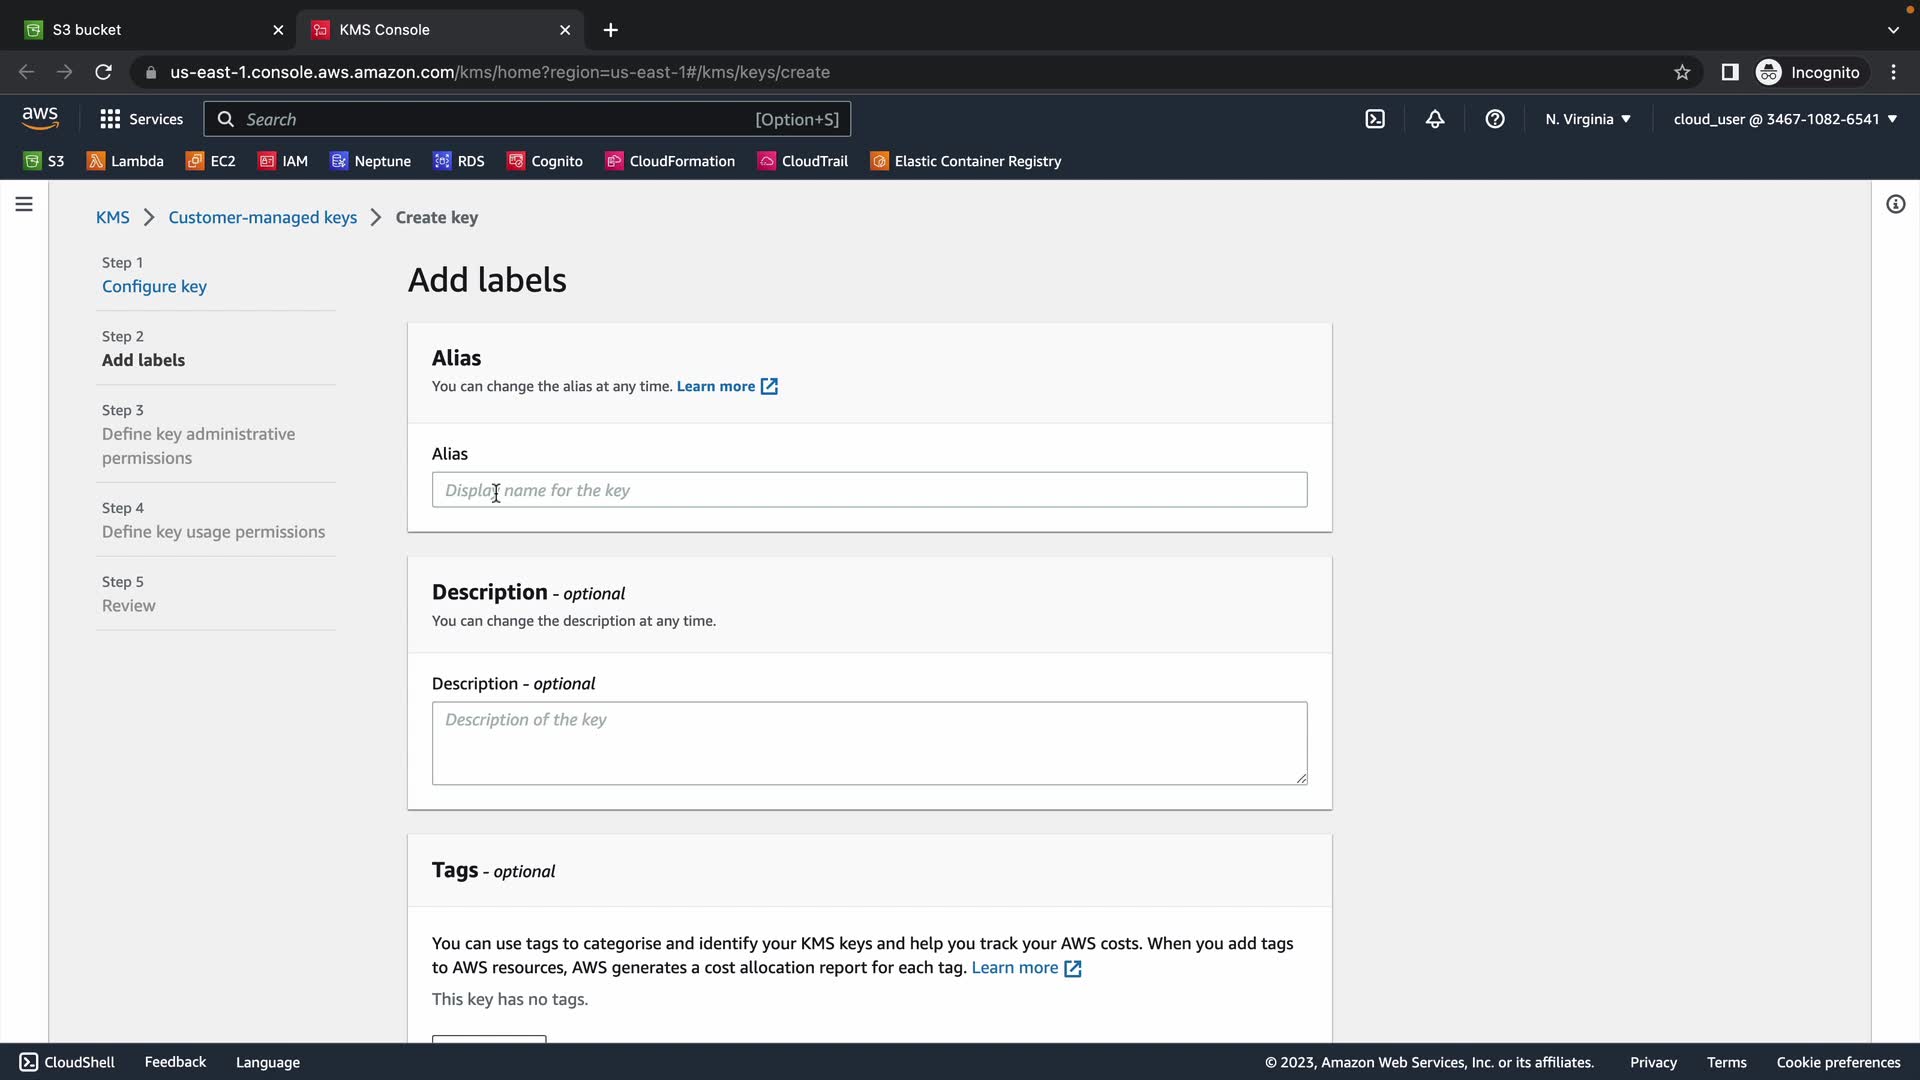 S3 bucket
KMS Console
us-east-1.console.aws.amazon.com/kms/home?region=us-east-1#/kms/keys/create
Incognito
aws
Services
Search
[Option+S]
N. Virginia
cloud_user @ 3467-1082-6541
S3
Lambda
EC2
IAM
Neptune
RDS
Cognito
CloudFormation
CloudTrail
Elastic Container Registry
KMS
Customer-managed keys
Create key
Step 1
Configure key
Step 2
Add labels
Step 3
Define key administrative
permissions
Step 4
Define key usage permissions
Step 5
Review
Add labels
Alias
You can change the alias at any time. Learn more
Alias
Display name for the key
Description - optional
You can change the description at any time.
Description - optional
Description of the key
Tags - optional
You can use tags to categorise and identify your KMS keys and help you track your AWS costs. When you add tags
to AWS resources, AWS generates a cost allocation report for each tag. Learn more
This key has no tags.
CloudShell
Feedback
Language
© 2023, Amazon Web Services, Inc. or its affiliates.
Privacy
Terms
Cookie preferences